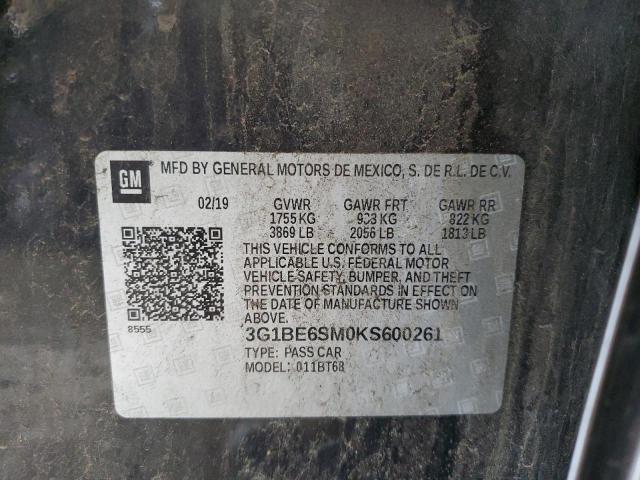 GM
MFD BY GENERAL MOTORS DE MEXICO, S. DE R.L. DE C.V.
02/19 GVWR GAWR FRT GAWR RR
1755 KG 933 KG 822 KG
3869 LB 2056 LB 1813 LB
THIS VEHICLE CONFORMS TO ALL
APPLICABLE U.S. FEDERAL MOTOR
VEHICLE SAFETY, BUMPER, AND THEFT
PREVENTION STANDARDS IN EFFECT ON
THE DATE OF MANUFACTURE SHOWN
ABOVE.
8555
3G1BE6SM0KS600261
TYPE: PASS CAR
MODEL: 011BT68